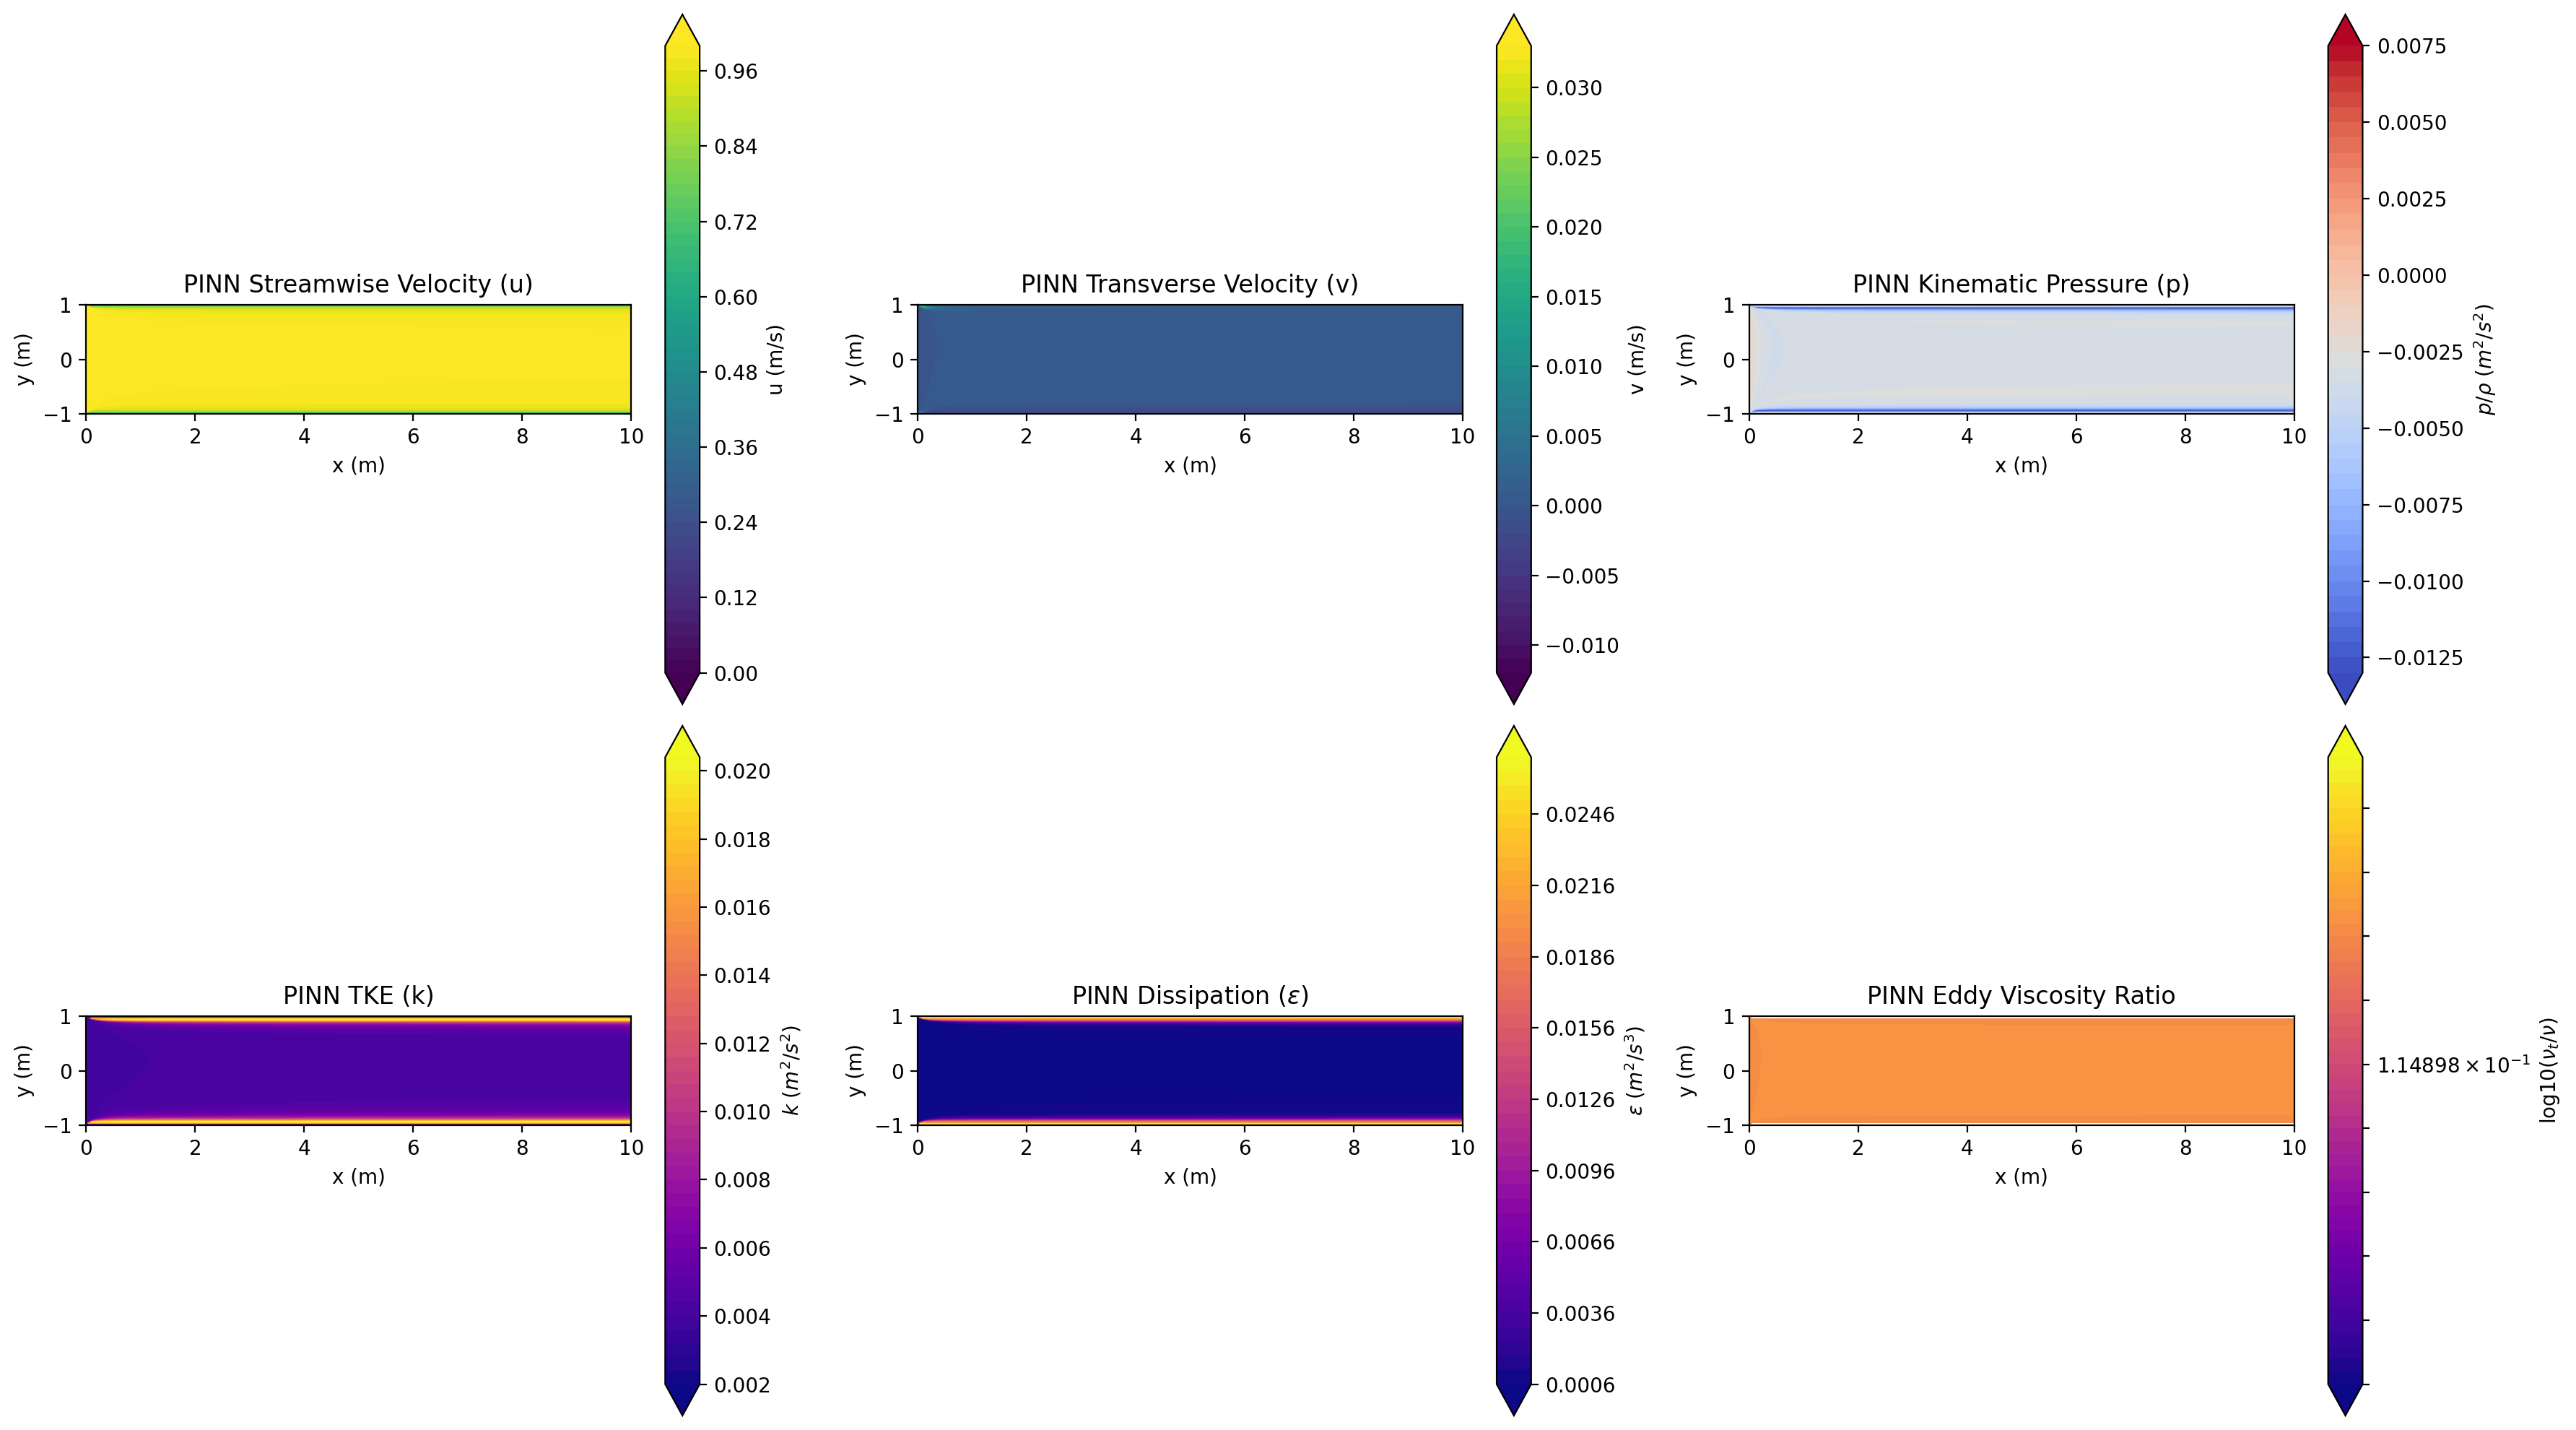 PINN Streamwise Velocity (u)
1
0
−1
y (m)
0 2 4 6 8 10
x (m)
0.96
0.84
0.72
0.60
0.48
0.36
0.24
0.12
0.00
u (m/s)
PINN Transverse Velocity (v)
1
0
−1
y (m)
0 2 4 6 8 10
x (m)
0.030
0.025
0.020
0.015
0.010
0.005
0.000
−0.005
−0.010
v (m/s)
PINN Kinematic Pressure (p)
1
0
−1
y (m)
0 2 4 6 8 10
x (m)
0.0075
0.0050
0.0025
0.0000
−0.0025
−0.0050
−0.0075
−0.0100
−0.0125
p/ρ (m²/s²)
PINN TKE (k)
1
0
−1
y (m)
0 2 4 6 8 10
x (m)
0.020
0.018
0.016
0.014
0.012
0.010
0.008
0.006
0.004
0.002
k (m²/s²)
PINN Dissipation (ε)
1
0
−1
y (m)
0 2 4 6 8 10
x (m)
0.0246
0.0216
0.0186
0.0156
0.0126
0.0096
0.0066
0.0036
0.0006
ε (m²/s³)
PINN Eddy Viscosity Ratio
1
0
−1
y (m)
0 2 4 6 8 10
x (m)
1.14898 × 10⁻¹
log10(νₜ/ν)